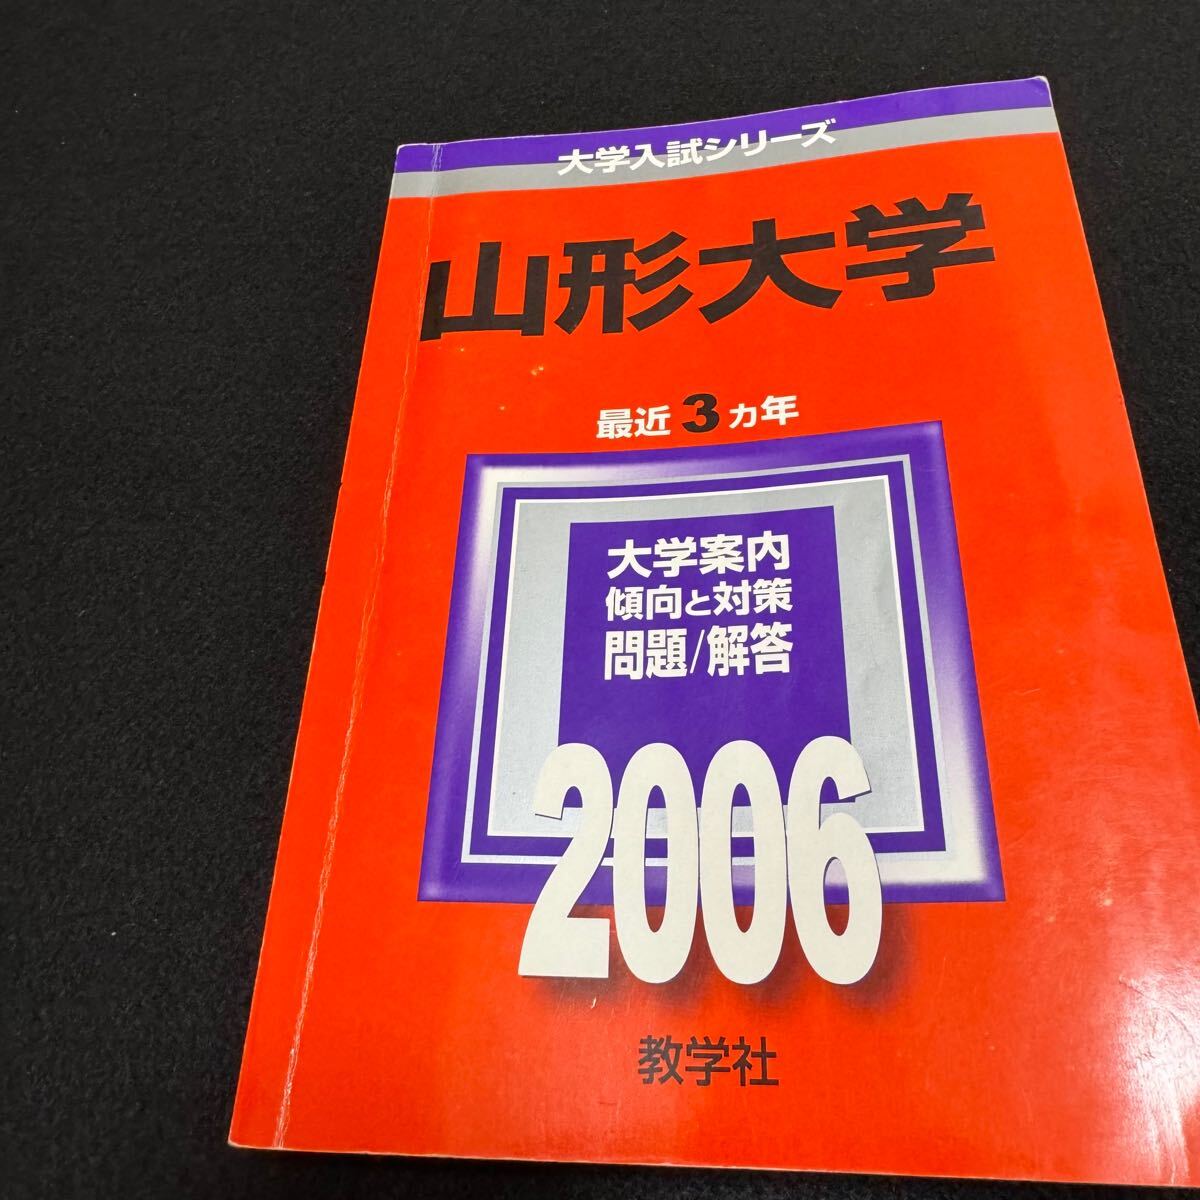 大学入試シリーズ
山形大学
最近3カ年
大学案内
傾向と対策
問題/解答
2006
教学社